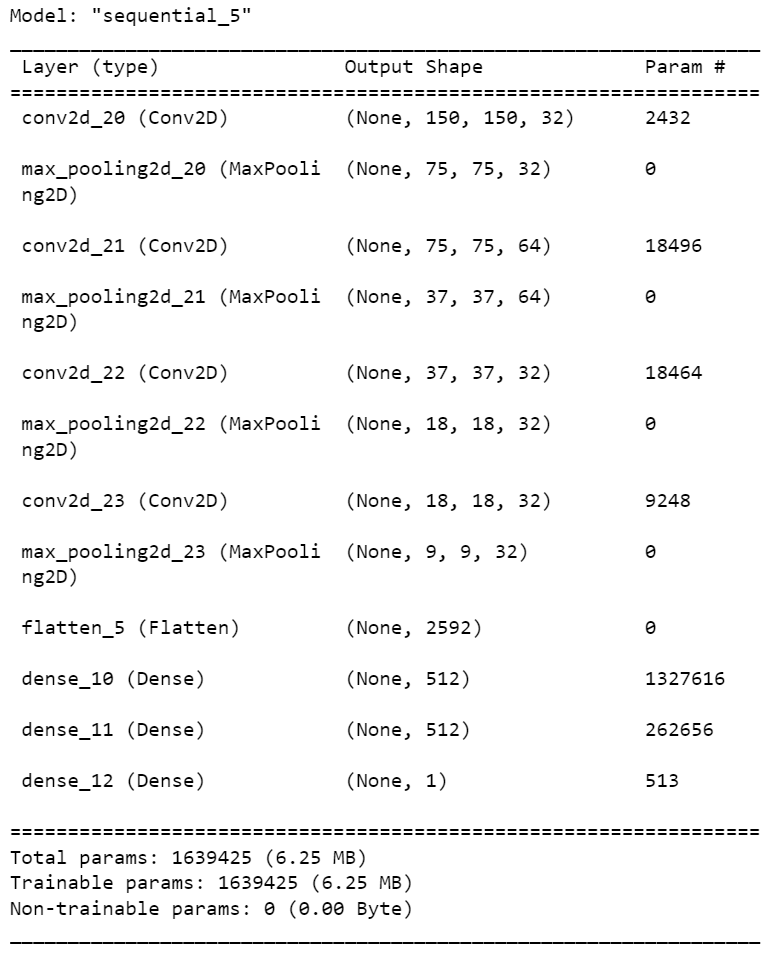 Model: "sequential_5"
Layer (type) Output Shape Param #
conv2d_20 (Conv2D) (None, 150, 150, 32) 2432
max_pooling2d_20 (MaxPooli (None, 75, 75, 32) 0
ng2D)
conv2d_21 (Conv2D) (None, 75, 75, 64) 18496
max_pooling2d_21 (MaxPooli (None, 37, 37, 64) 0
ng2D)
conv2d_22 (Conv2D) (None, 37, 37, 32) 18464
max_pooling2d_22 (MaxPooli (None, 18, 18, 32) 0
ng2D)
conv2d_23 (Conv2D) (None, 18, 18, 32) 9248
max_pooling2d_23 (MaxPooli (None, 9, 9, 32) 0
ng2D)
flatten_5 (Flatten) (None, 2592) 0
dense_10 (Dense) (None, 512) 1327616
dense_11 (Dense) (None, 512) 262656
dense_12 (Dense) (None, 1) 513
Total params: 1639425 (6.25 MB)
Trainable params: 1639425 (6.25 MB)
Non-trainable params: 0 (0.00 Byte)